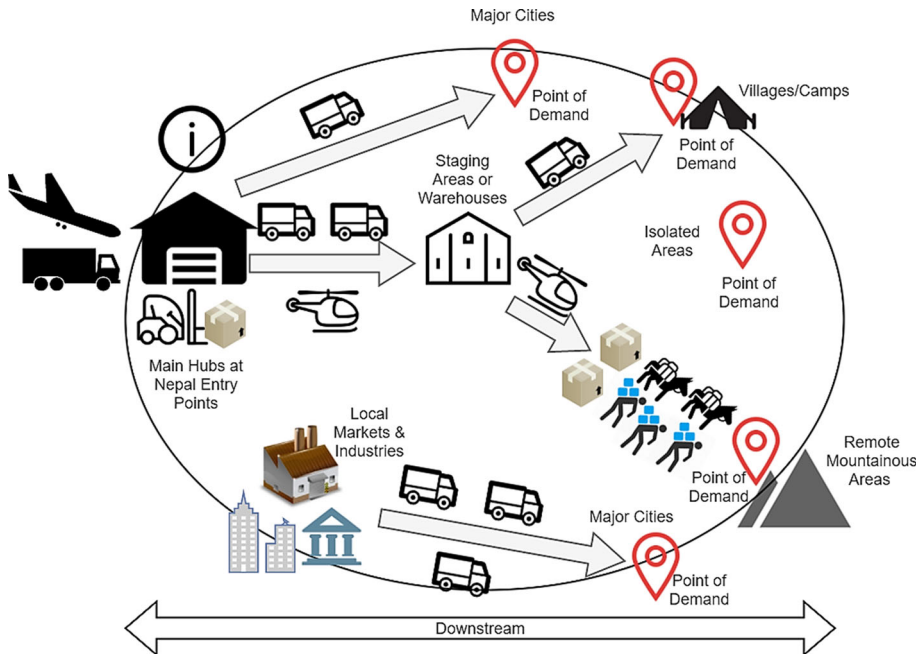 Major Cities
Point of
Demand
Villages/Camps
Point of
Demand
i
Staging
Areas or
Warehouses
Isolated
Areas
Point of
Demand
Main Hubs at
Nepal Entry
Points
Local
Markets &
Industries
Remote
Mountainous
Areas
Point of
Demand
Major Cities
Point of
Demand
Downstream